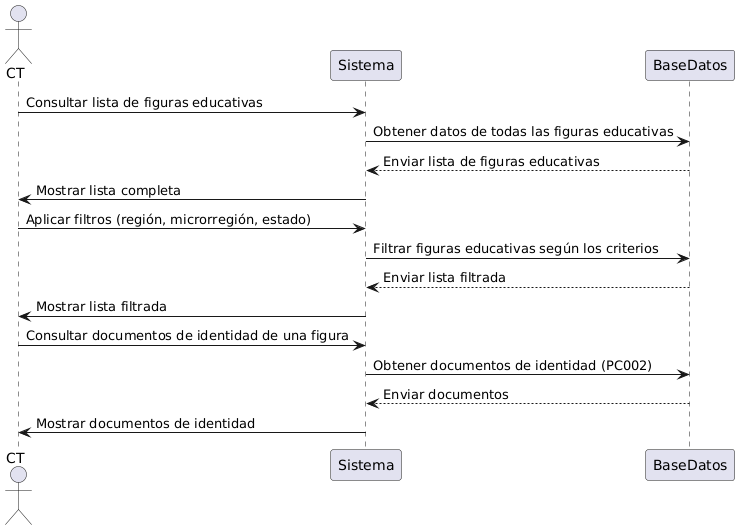 CT
Sistema
BaseDatos
Consultar lista de figuras educativas
Obtener datos de todas las figuras educativas
Enviar lista de figuras educativas
Mostrar lista completa
Aplicar filtros (región, microrregión, estado)
Filtrar figuras educativas según los criterios
Enviar lista filtrada
Mostrar lista filtrada
Consultar documentos de identidad de una figura
Obtener documentos de identidad (PC002)
Enviar documentos
Mostrar documentos de identidad
CT
Sistema
BaseDatos